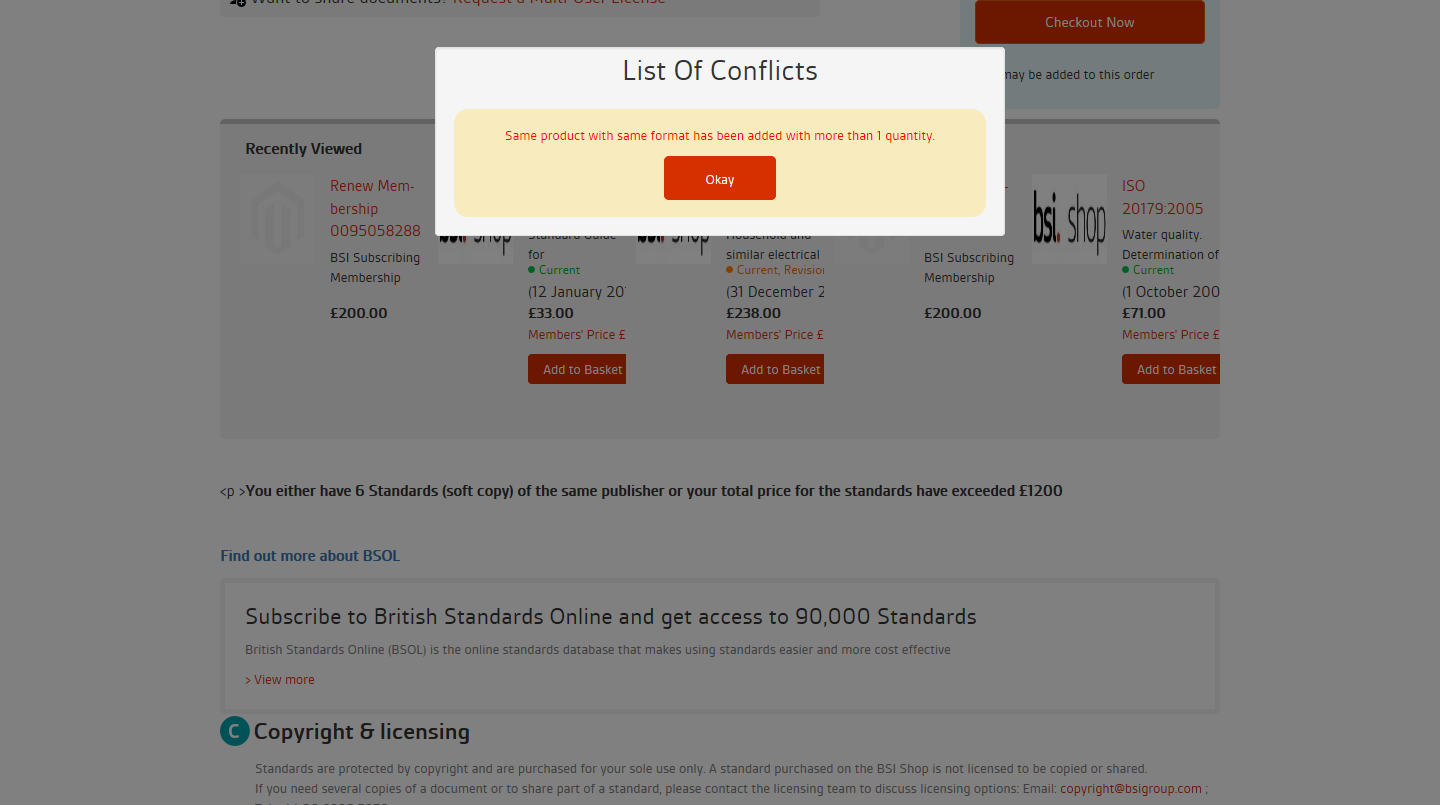 Want to share documents? Request a Multi-User License
Checkout Now
may be added to this order
List Of Conflicts
Same product with same format has been added with more than 1 quantity.
Okay
Recently Viewed
Renew Mem-
bership
0095058288
BSI Subscribing
Membership
£200.00
Standard Guide
for
Current
(12 January 20
£33.00
Members' Price £
Add to Basket
Household and
similar electrical
Current, Revision
(31 December 2
£238.00
Members' Price £
Add to Basket
BSI Subscribing
Membership
£200.00
bsi. shop
ISO
20179:2005
Water quality.
Determination of
Current
(1 October 200
£71.00
Members' Price £
Add to Basket
<p >You either have 6 Standards (soft copy) of the same publisher or your total price for the standards have exceeded £1200
Find out more about BSOL
Subscribe to British Standards Online and get access to 90,000 Standards
British Standards Online (BSOL) is the online standards database that makes using standards easier and more cost effective
> View more
C Copyright & licensing
Standards are protected by copyright and are purchased for your sole use only. A standard purchased on the BSI Shop is not licensed to be copied or shared.
If you need several copies of a document or to share part of a standard, please contact the licensing team to discuss licensing options: Email: copyright@bsigroup.com ;